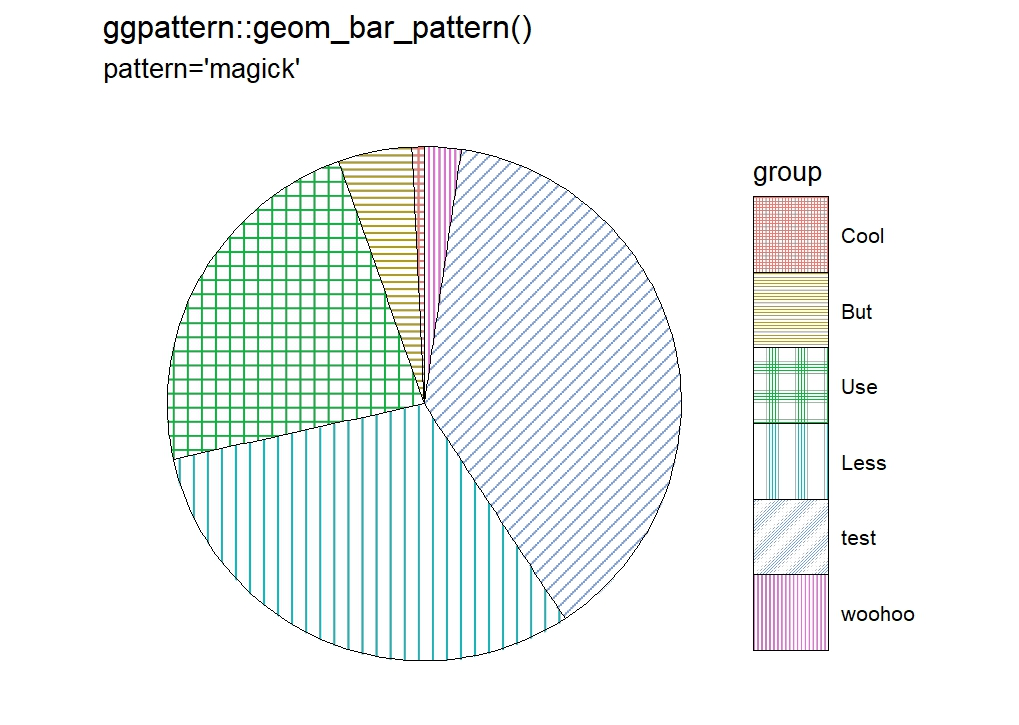 ggpattern::geom_bar_pattern()
pattern='magick'
group
Cool
But
Use
Less
test
woohoo